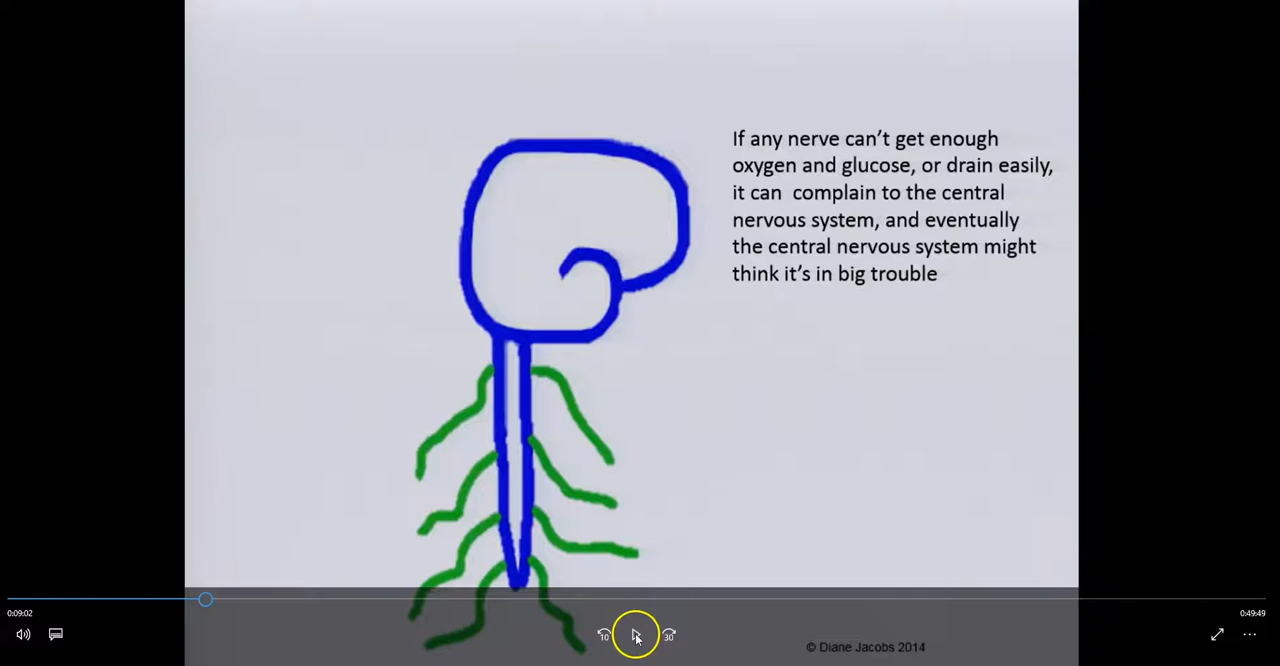 If any nerve can't get enough
oxygen and glucose, or drain easily,
it can  complain to the central
nervous system, and eventually
the central nervous system might
think it's in big trouble
0:09:02
0:49:49
10
30
© Diane Jacobs 2014